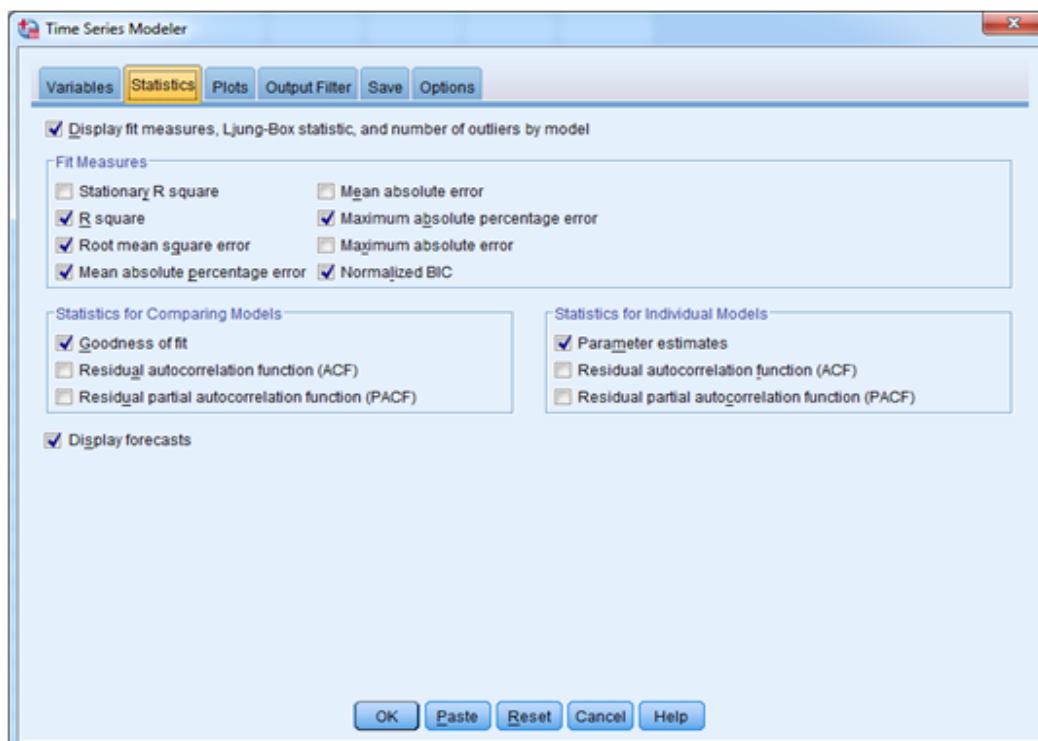 Time Series Modeler
Variables Statistics Plots Output Filter Save Options
Display fit measures, Ljung-Box statistic, and number of outliers by model
Fit Measures
Stationary R square
Mean absolute error
R square
Maximum absolute percentage error
Root mean square error
Maximum absolute error
Mean absolute percentage error
Normalized BIC
Statistics for Comparing Models
Goodness of fit
Residual autocorrelation function (ACF)
Residual partial autocorrelation function (PACF)
Statistics for Individual Models
Parameter estimates
Residual autocorrelation function (ACF)
Residual partial autocorrelation function (PACF)
Display forecasts
OK Paste Reset Cancel Help